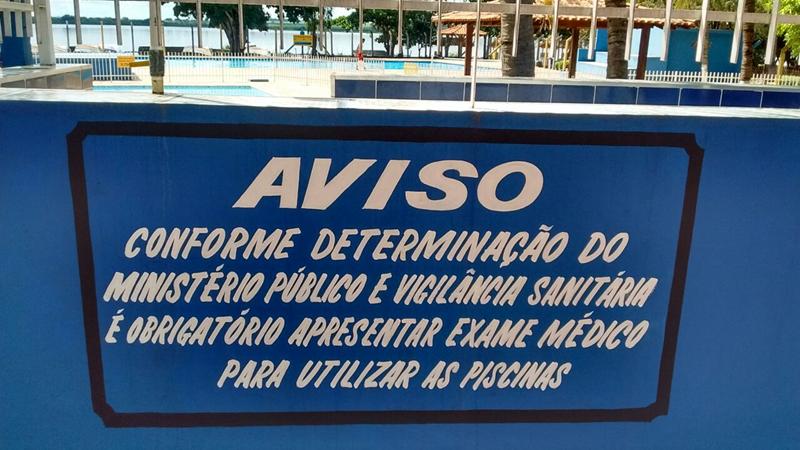 AVISO
CONFORME DETERMINAÇÃO DO
MINISTÉRIO PÚBLICO E VIGILÂNCIA SANITÁRIA
É OBRIGATÓRIO APRESENTAR EXAME MÉDICO
PARA UTILIZAR AS PISCINAS